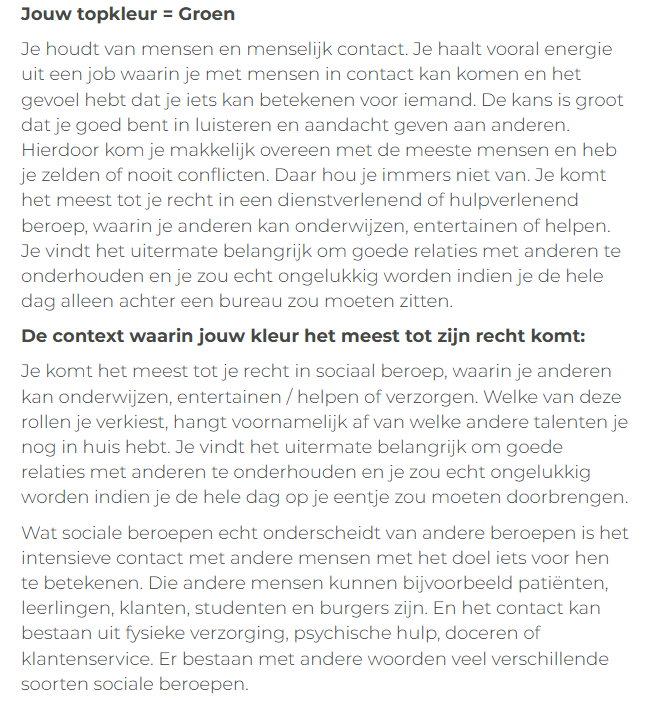 Jouw topkleur = Groen
Je houdt van mensen en menselijk contact. Je haalt vooral energie
uit een job waarin je met mensen in contact kan komen en het
gevoel hebt dat je iets kan betekenen voor iemand. De kans is groot
dat je goed bent in luisteren en aandacht geven aan anderen.
Hierdoor kom je makkelijk overeen met de meeste mensen en heb
je zelden of nooit conflicten. Daar hou je immers niet van. Je komt
het meest tot je recht in een dienstverlenend of hulpverlenend
beroep, waarin je anderen kan onderwijzen, entertainen of helpen.
Je vindt het uitermate belangrijk om goede relaties met anderen te
onderhouden en je zou echt ongelukkig worden indien je de hele
dag alleen achter een bureau zou moeten zitten.
De context waarin jouw kleur het meest tot zijn recht komt:
Je komt het meest tot je recht in sociaal beroep, waarin je anderen
kan onderwijzen, entertainen / helpen of verzorgen. Welke van deze
rollen je verkiest, hangt voornamelijk af van welke andere talenten je
nog in huis hebt. Je vindt het uitermate belangrijk om goede
relaties met anderen te onderhouden en je zou echt ongelukkig
worden indien je de hele dag op je eentje zou moeten doorbrengen.
Wat sociale beroepen echt onderscheidt van andere beroepen is het
intensieve contact met andere mensen met het doel iets voor hen
te betekenen. Die andere mensen kunnen bijvoorbeeld patiënten,
leerlingen, klanten, studenten en burgers zijn. En het contact kan
bestaan uit fysieke verzorging, psychische hulp, doceren of
klantenservice. Er bestaan met andere woorden veel verschillende
soorten sociale beroepen.